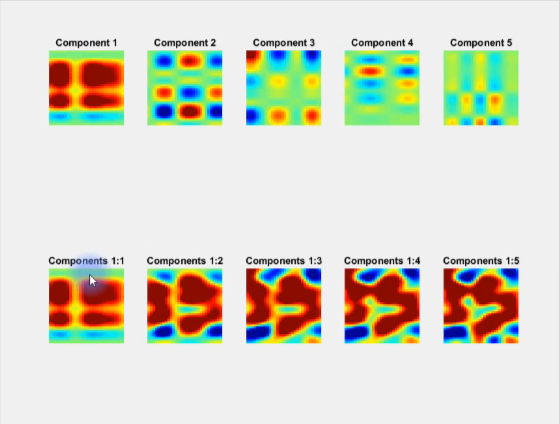 Component 1
Component 2
Component 3
Component 4
Component 5
Components 1:1
Components 1:2
Components 1:3
Components 1:4
Components 1:5